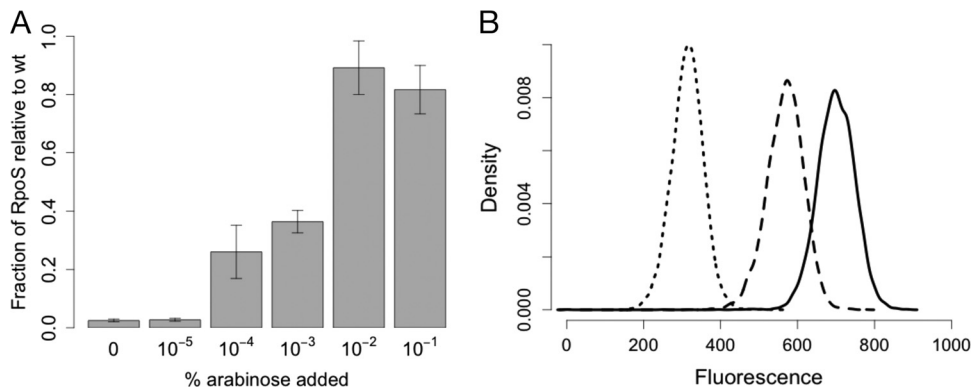 A
Fraction of RpoS relative to wt
0.0 0.2 0.4 0.6 0.8 1.0
0 10⁻⁵ 10⁻⁴ 10⁻³ 10⁻² 10⁻¹
% arabinose added
B
Density
0.000 0.004 0.008
0 200 400 600 800 1000
Fluorescence